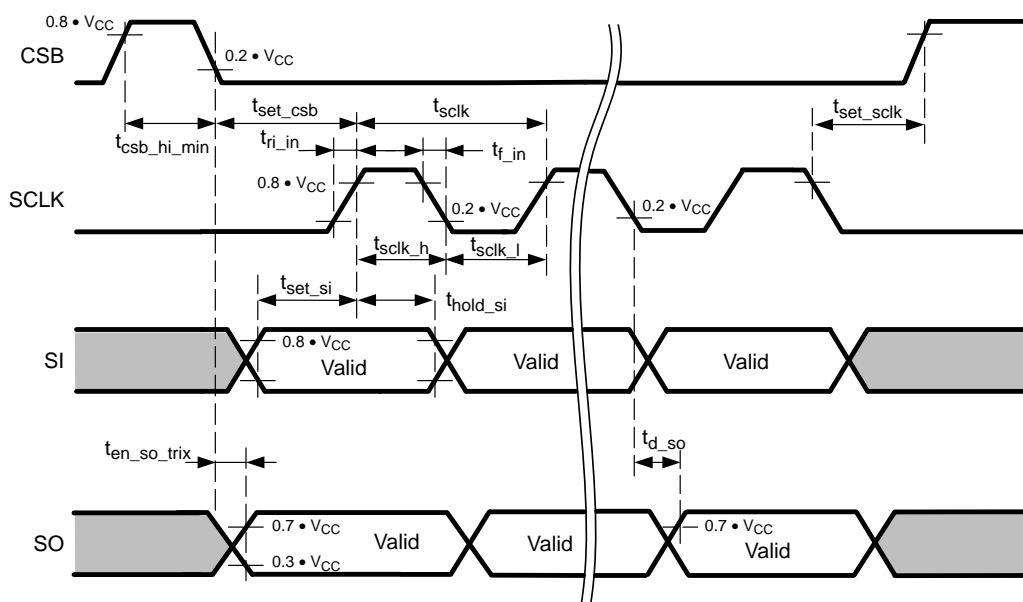 0.8 • VCC
CSB
0.2 • VCC
tset_csb
tsclk
tset_sclk
tcsb_hi_min
tri_in
tf_in
0.8 • VCC
SCLK
0.2 • VCC
0.2 • VCC
tsclk_h
tsclk_l
tset_si
thold_si
SI
0.8 • VCC
Valid
Valid
Valid
ten_so_trix
td_so
0.7 • VCC
0.7 • VCC
SO
Valid
Valid
Valid
0.3 • VCC